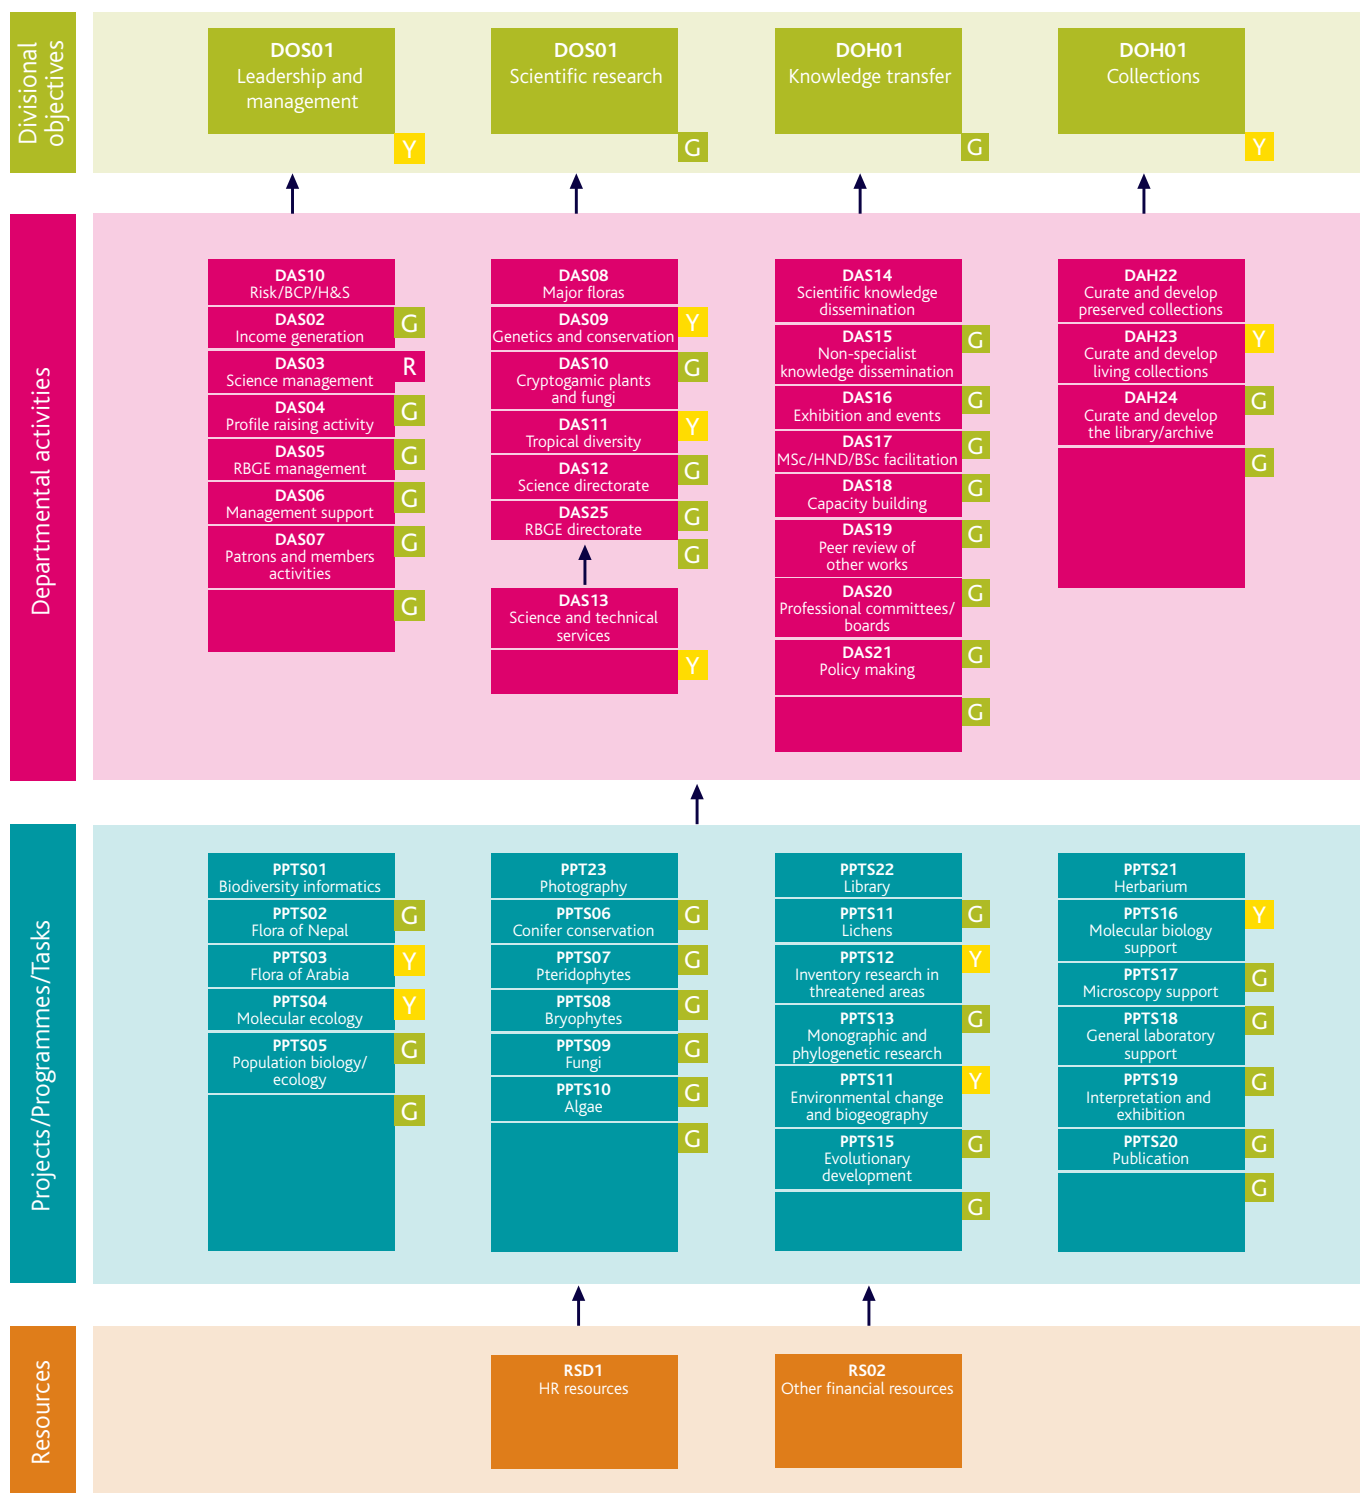 Divisional
objectives
DOS01
Leadership and
management
Y
DOS01
Scientific research
G
DOH01
Knowledge transfer
G
DOH01
Collections
Y
Departmental activities
DAS10
Risk/BCP/H&S
G
DAS02
Income generation
R
DAS03
Science management
G
DAS04
Profile raising activity
G
DAS05
RBGE management
G
DAS06
Management support
G
DAS07
Patrons and members
activities
G
DAS08
Major floras
Y
DAS09
Genetics and conservation
G
DAS10
Cryptogamic plants
and fungi
Y
DAS11
Tropical diversity
G
DAS12
Science directorate
G
DAS25
RBGE directorate
G
DAS13
Science and technical
services
Y
DAS14
Scientific knowledge
dissemination
G
DAS15
Non-specialist
knowledge dissemination
G
DAS16
Exhibition and events
G
DAS17
MSc/HND/BSc facilitation
G
DAS18
Capacity building
G
DAS19
Peer review of
other works
G
DAS20
Professional committees/
boards
G
DAS21
Policy making
G
DAH22
Curate and develop
preserved collections
Y
DAH23
Curate and develop
living collections
G
DAH24
Curate and develop
the library/archive
G
Projects/Programmes/Tasks
PPTS01
Biodiversity informatics
G
PPTS02
Flora of Nepal
Y
PPTS03
Flora of Arabia
Y
PPTS04
Molecular ecology
G
PPTS05
Population biology/
ecology
G
PPT23
Photography
G
PPTS06
Conifer conservation
G
PPTS07
Pteridophytes
G
PPTS08
Bryophytes
G
PPTS09
Fungi
G
PPTS10
Algae
G
PPTS22
Library
G
PPTS11
Lichens
Y
PPTS12
Inventory research in
threatened areas
G
PPTS13
Monographic and
phylogenetic research
Y
PPTS11
Environmental change
and biogeography
G
PPTS15
Evolutionary
development
G
PPTS21
Herbarium
Y
PPTS16
Molecular biology
support
G
PPTS17
Microscopy support
G
PPTS18
General laboratory
support
G
PPTS19
Interpretation and
exhibition
G
PPTS20
Publication
G
Resources
RSD1
HR resources
RS02
Other financial resources